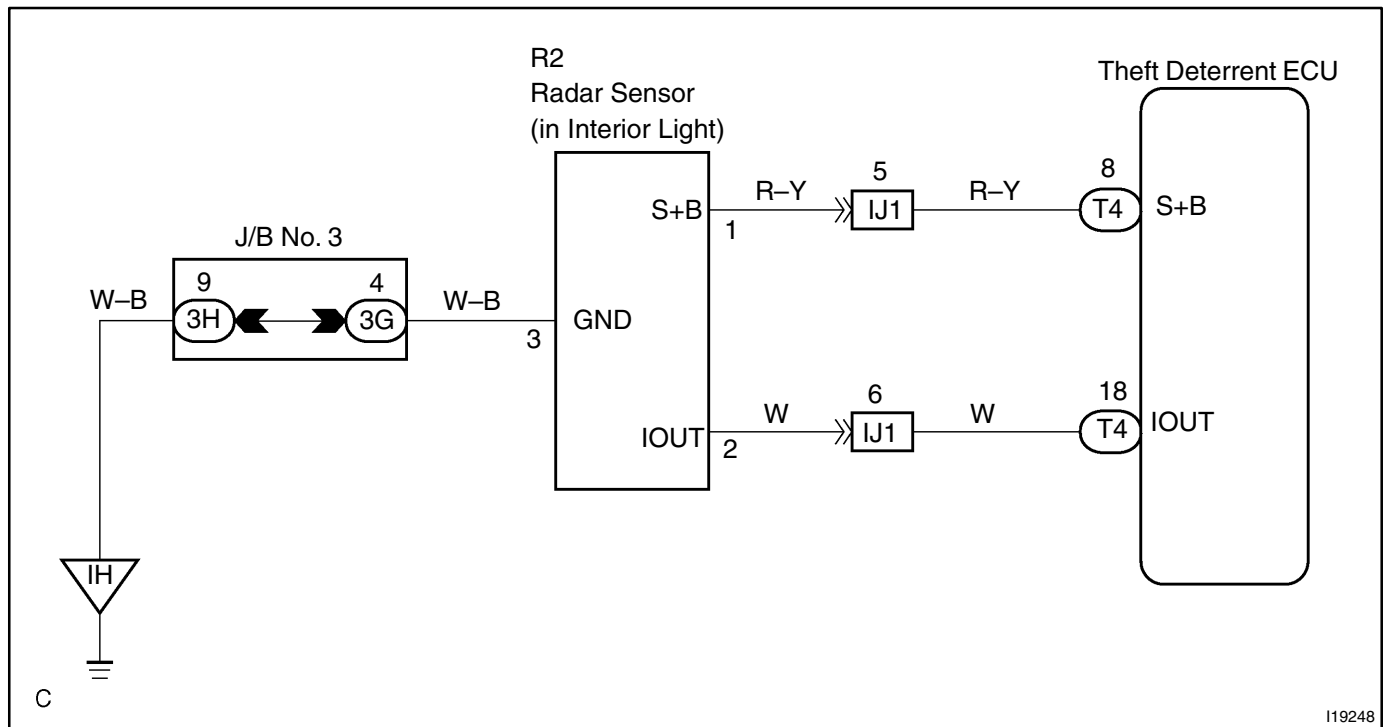 R2
Radar Sensor
(in Interior Light)
Theft Deterrent ECU
J/B No. 3
W–B
9
3H
4
3G
W–B
3
GND
S+B
1
R–Y
5
IJ1
R–Y
8
T4
S+B
IOUT
2
W
6
IJ1
W
18
T4
IOUT
IH
C
I19248